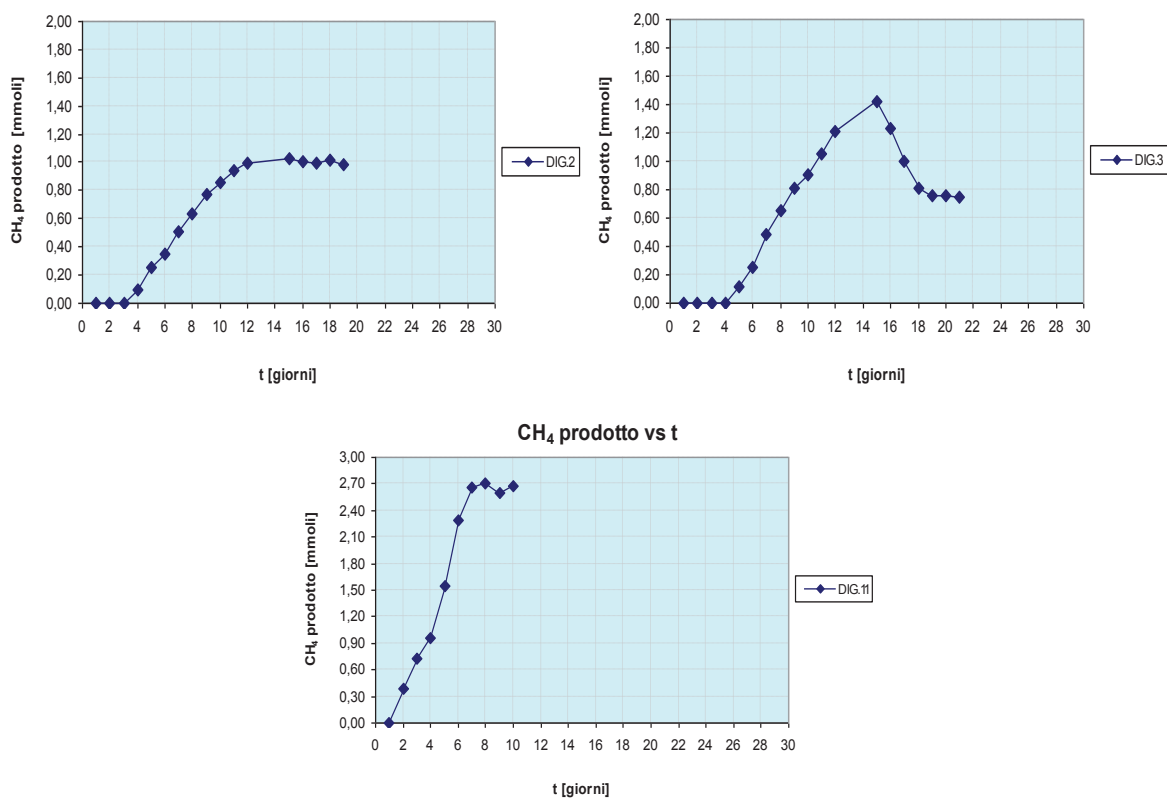 2,00
1,80
1,60
1,40
1,20
1,00
0,80
0,60
0,40
0,20
0,00
CH₄ prodotto [mmoli]
0 2 4 6 8 10 12 14 16 18 20 22 24 26 28 30
t [giorni]
DIG.2
2,00
1,80
1,60
1,40
1,20
1,00
0,80
0,60
0,40
0,20
0,00
CH₄ prodotto [mmoli]
0 2 4 6 8 10 12 14 16 18 20 22 24 26 28 30
t [giorni]
DIG.3
CH₄ prodotto vs t
3,00
2,70
2,40
2,10
1,80
1,50
1,20
0,90
0,60
0,30
0,00
CH₄ prodotto [mmoli]
0 2 4 6 8 10 12 14 16 18 20 22 24 26 28 30
t [giorni]
DIG.11